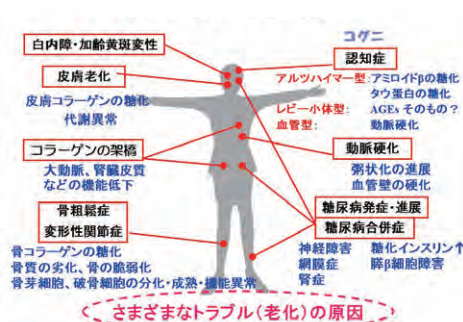 コグニ
白内障・加齢黄斑変性
認知症
アルツハイマー型: アミロイドβの糖化
タウ蛋白の糖化
レビー小体型: AGEs そのもの?
血管型: 動脈硬化
皮膚老化
皮膚コラーゲンの糖化
代謝異常
コラーゲンの架橋
大動脈、腎臓皮質
などの機能低下
動脈硬化
粥状化の進展
血管壁の硬化
骨粗鬆症
変形性関節症
骨コラーゲンの糖化
骨質の劣化、骨の脆弱化
骨芽細胞、破骨細胞の分化・成熟・機能異常
糖尿病発症・進展
糖尿病合併症
神経障害 糖化インスリン↑
網膜症 膵β細胞障害
腎症
さまざまなトラブル(老化)の原因